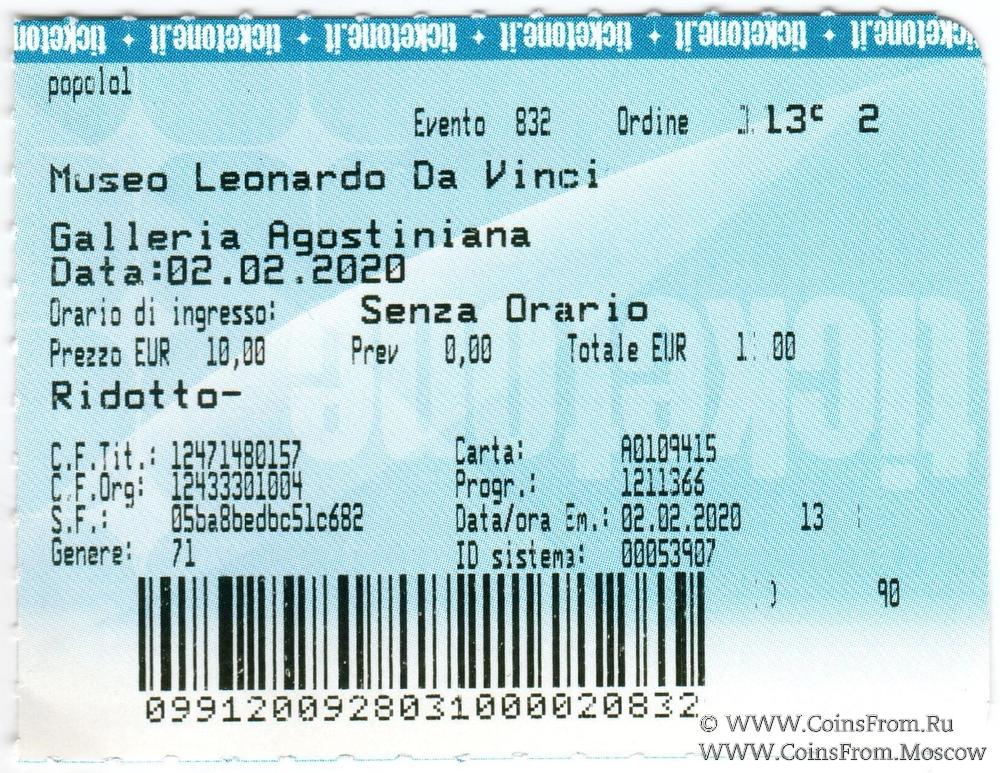 ticketone.it ✦ ticketone.it ✦ ticketone.it ✦ ticketone.it ✦ ticketone.it
popolo1
Evento 832 Ordine 2
Museo Leonardo Da Vinci
Galleria Agostiniana
Data:02.02.2020
Orario di ingresso: Senza Orario
Prezzo EUR 10,00 Prev 0,00 Totale EUR
Ridotto-
C.F.Tit.: 12471480157 Carta: A0109415
C.F.Org: 12433301004 Progr.: 1211366
S.F.: 05ba8bedbc51c682 Data/ora Em.: 02.02.2020 13
Genere: 71 ID sistema: 00053907
90
0991200928031000020832
© WWW.CoinsFrom.Ru
WWW.CoinsFrom.Moscow